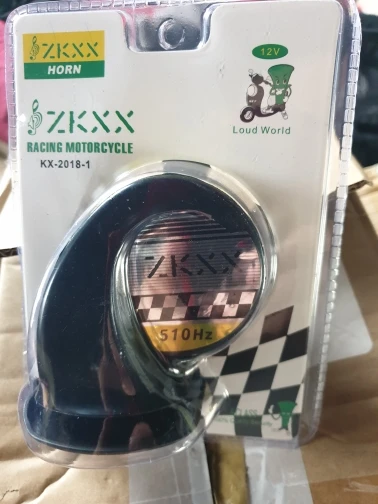 ZKXX
HORN
12V
ZKXX
RACING MOTORCYCLE
KX-2018-1
Loud World
ZKXX
510Hz